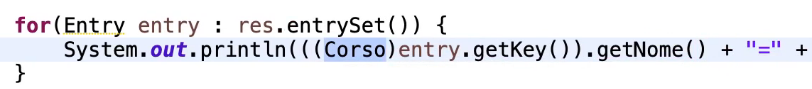 for(Entry entry : res.entrySet()) {
System.out.println(((Corso)entry.getKey()).getNome() + "=" +
}